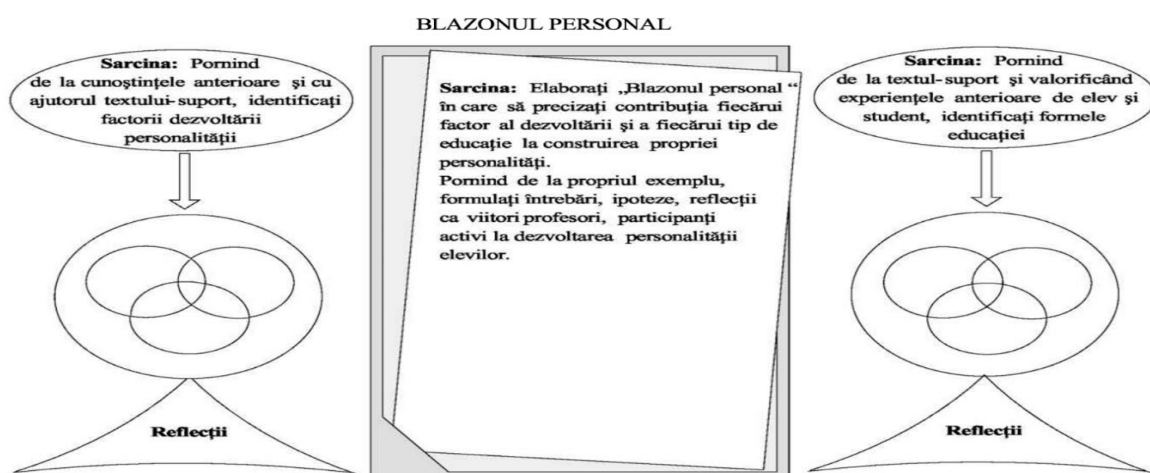 BLAZONUL PERSONAL
Sarcina: Pornind
de la cunoştinţele anterioare şi cu
ajutorul textului-suport, identificaţi
factorii dezvoltării
personalităţii
Reflecţii
Sarcina: Elaboraţi „Blazonul personal “
în care să precizaţi contribuţia fiecărui
factor al dezvoltării şi a fiecărui tip de
educaţie la construirea propriei
personalităţi.
Pornind de la propriul exemplu,
formulaţi întrebări, ipoteze, reflecţii
ca viitori profesori, participanţi
activi la dezvoltarea personalităţii
elevilor.
Sarcina: Pornind
de la textul-suport şi valorificând
experienţele anterioare de elev şi
student, identificaţi formele
educaţiei
Reflecţii